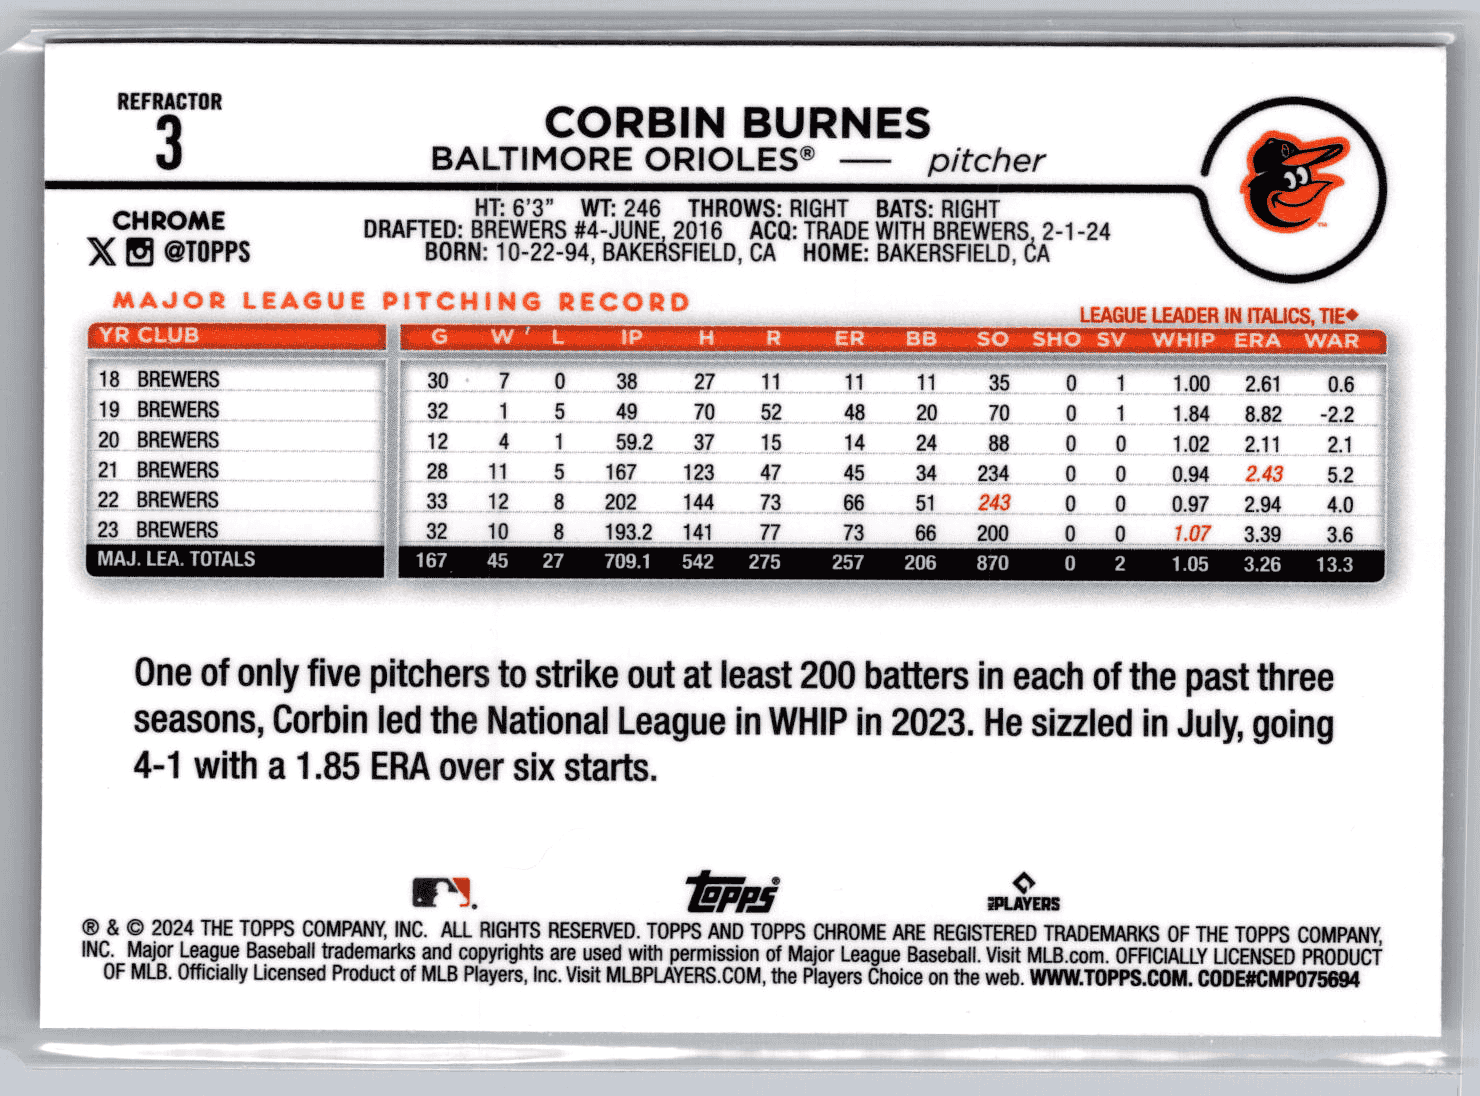 REFRACTOR
3
CORBIN BURNES
BALTIMORE ORIOLES® — pitcher
CHROME
X @TOPPS
HT: 6'3" WT: 246 THROWS: RIGHT BATS: RIGHT
DRAFTED: BREWERS #4-JUNE, 2016 ACQ: TRADE WITH BREWERS, 2-1-24
BORN: 10-22-94, BAKERSFIELD, CA HOME: BAKERSFIELD, CA
MAJOR LEAGUE PITCHING RECORD
LEAGUE LEADER IN ITALICS, TIE◆
YR CLUB G W L IP H R ER BB SO SHO SV WHIP ERA WAR
18 BREWERS 30 7 0 38 27 11 11 11 35 0 1 1.00 2.61 0.6
19 BREWERS 32 1 5 49 70 52 48 20 70 0 1 1.84 8.82 -2.2
20 BREWERS 12 4 1 59.2 37 15 14 24 88 0 0 1.02 2.11 2.1
21 BREWERS 28 11 5 167 123 47 45 34 234 0 0 0.94 2.43 5.2
22 BREWERS 33 12 8 202 144 73 66 51 243 0 0 0.97 2.94 4.0
23 BREWERS 32 10 8 193.2 141 77 73 66 200 0 0 1.07 3.39 3.6
MAJ. LEA. TOTALS 167 45 27 709.1 542 275 257 206 870 0 2 1.05 3.26 13.3
One of only five pitchers to strike out at least 200 batters in each of the past three
seasons, Corbin led the National League in WHIP in 2023. He sizzled in July, going
4-1 with a 1.85 ERA over six starts.
Topps®
MLB PLAYERS
® & © 2024 THE TOPPS COMPANY, INC. ALL RIGHTS RESERVED. TOPPS AND TOPPS CHROME ARE REGISTERED TRADEMARKS OF THE TOPPS COMPANY,
INC. Major League Baseball trademarks and copyrights are used with permission of Major League Baseball. Visit MLB.com. OFFICIALLY LICENSED PRODUCT
OF MLB. Officially Licensed Product of MLB Players, Inc. Visit MLBPLAYERS.COM, the Players Choice on the web. WWW.TOPPS.COM. CODE#CMP075694